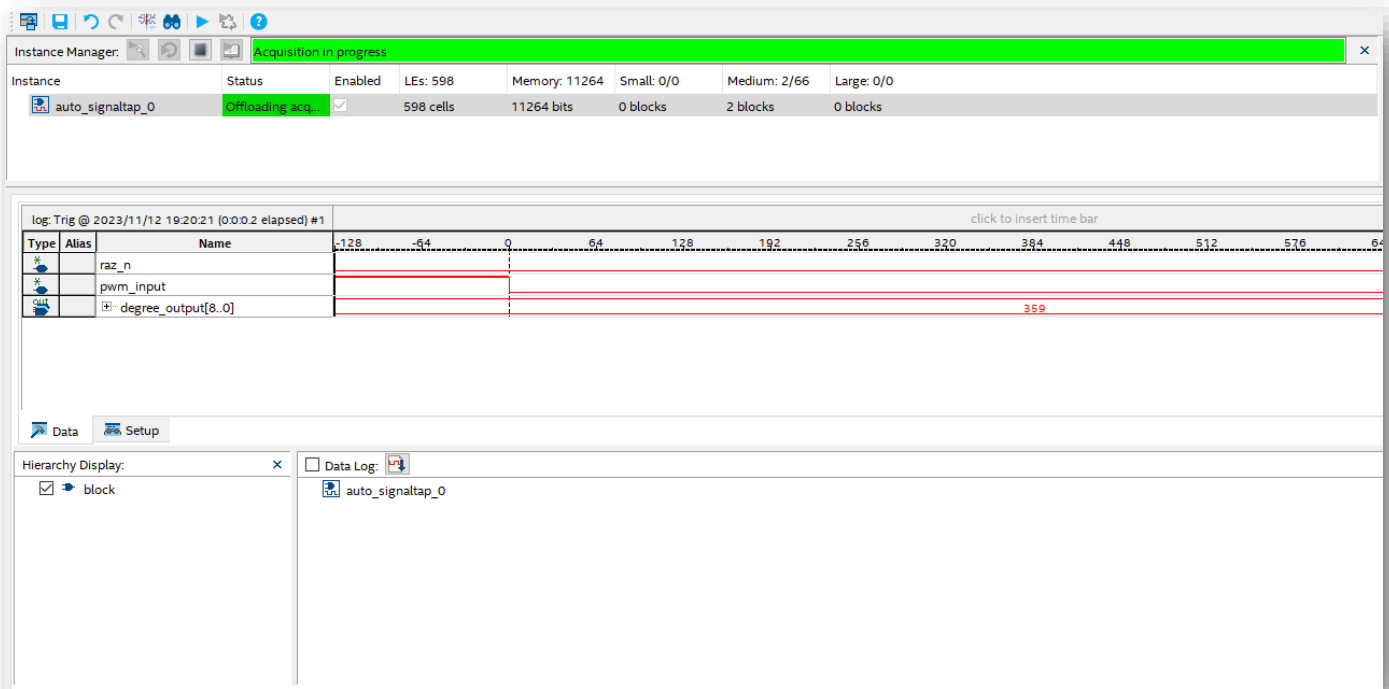 Instance Manager: Acquisition in progress
Instance Status Enabled LEs: 598 Memory: 11264 Small: 0/0 Medium: 2/66 Large: 0/0
auto_signaltap_0 Offloading acq... 598 cells 11264 bits 0 blocks 2 blocks 0 blocks
log: Trig @ 2023/11/12 19:20:21 (0:0:0.2 elapsed) #1 click to insert time bar
Type Alias Name -128 -64 0 64 128 192 256 320 384 448 512 576 64
raz_n
pwm_input
out degree_output[8..0] 359
Data Setup
Hierarchy Display: Data Log:
block auto_signaltap_0